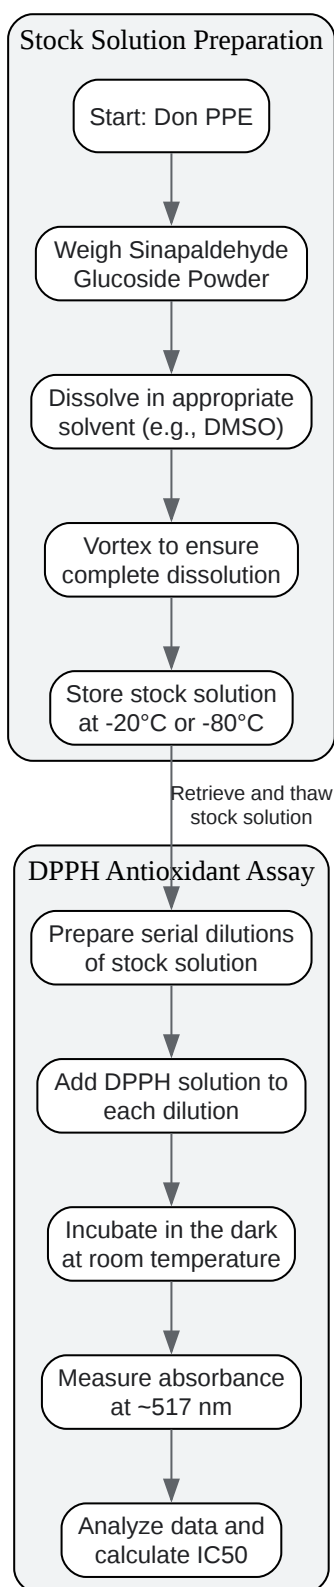 Stock Solution Preparation
Start: Don PPE
Weigh Sinapaldehyde
Glucoside Powder
Dissolve in appropriate
solvent (e.g., DMSO)
Vortex to ensure
complete dissolution
Store stock solution
at -20°C or -80°C
Retrieve and thaw
stock solution
DPPH Antioxidant Assay
Prepare serial dilutions
of stock solution
Add DPPH solution to
each dilution
Incubate in the dark
at room temperature
Measure absorbance
at ~517 nm
Analyze data and
calculate IC50